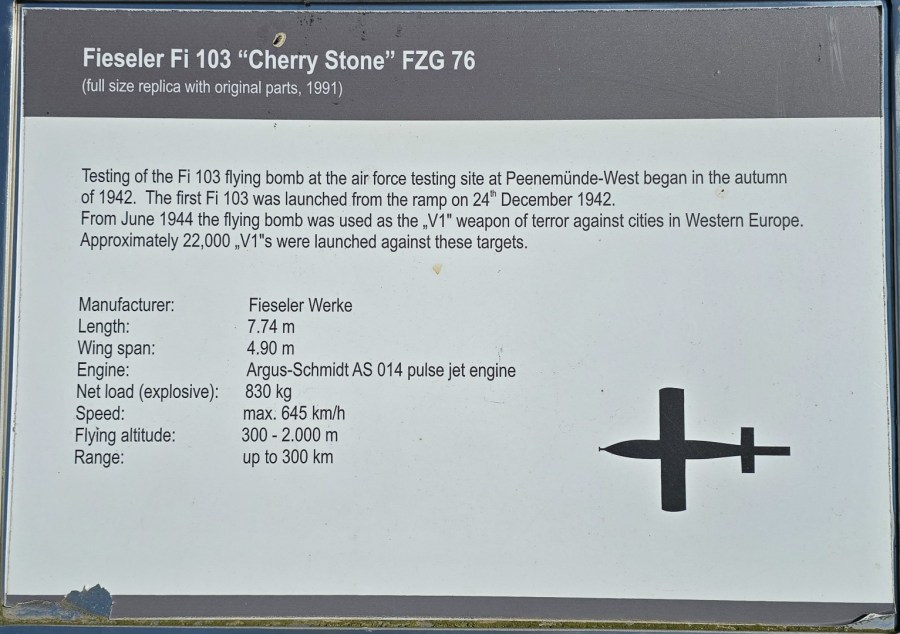 Fieseler Fi 103 “Cherry Stone” FZG 76
(full size replica with original parts, 1991)
Testing of the Fi 103 flying bomb at the air force testing site at Peenemünde-West began in the autumn
of 1942. The first Fi 103 was launched from the ramp on 24th December 1942.
From June 1944 the flying bomb was used as the „V1" weapon of terror against cities in Western Europe.
Approximately 22,000 „V1"s were launched against these targets.
Manufacturer: Fieseler Werke
Length: 7.74 m
Wing span: 4.90 m
Engine: Argus-Schmidt AS 014 pulse jet engine
Net load (explosive): 830 kg
Speed: max. 645 km/h
Flying altitude: 300 - 2.000 m
Range: up to 300 km